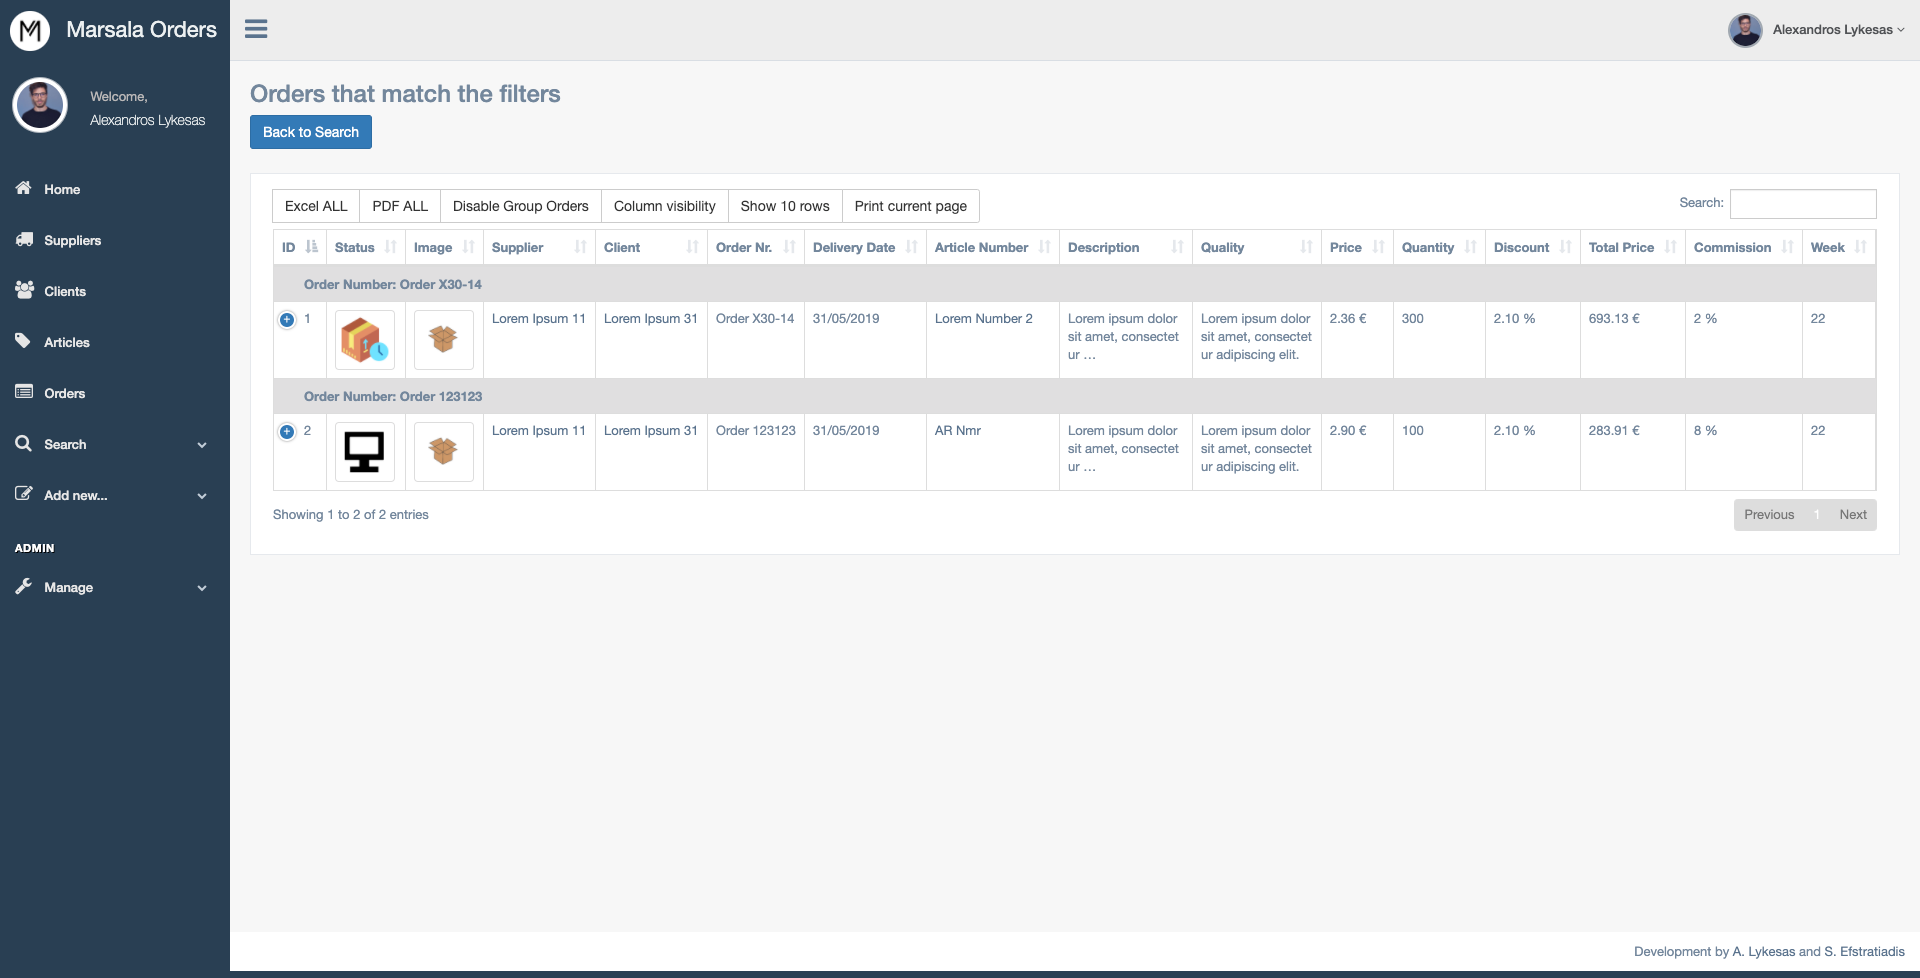 Marsala Orders
Alexandros Lykesas
Welcome,
Alexandros Lykesas
Home
Suppliers
Clients
Articles
Orders
Search
Add new...
ADMIN
Manage
Orders that match the filters
Back to Search
Excel ALL PDF ALL Disable Group Orders Column visibility Show 10 rows Print current page
Search:
ID Status Image Supplier Client Order Nr. Delivery Date Article Number Description Quality Price Quantity Discount Total Price Commission Week
Order Number: Order X30-14
1 Lorem Ipsum 11 Lorem Ipsum 31 Order X30-14 31/05/2019 Lorem Number 2 Lorem ipsum dolor Lorem ipsum dolor 2.36 € 300 2.10 % 693.13 € 2 % 22
sit amet, consectet sit amet, consectet
ur ... ur adipiscing elit.
Order Number: Order 123123
2 Lorem Ipsum 11 Lorem Ipsum 31 Order 123123 31/05/2019 AR Nmr Lorem ipsum dolor Lorem ipsum dolor 2.90 € 100 2.10 % 283.91 € 8 % 22
sit amet, consectet sit amet, consectet
ur ... ur adipiscing elit.
Showing 1 to 2 of 2 entries
Previous 1 Next
Development by A. Lykesas and S. Efstratiadis